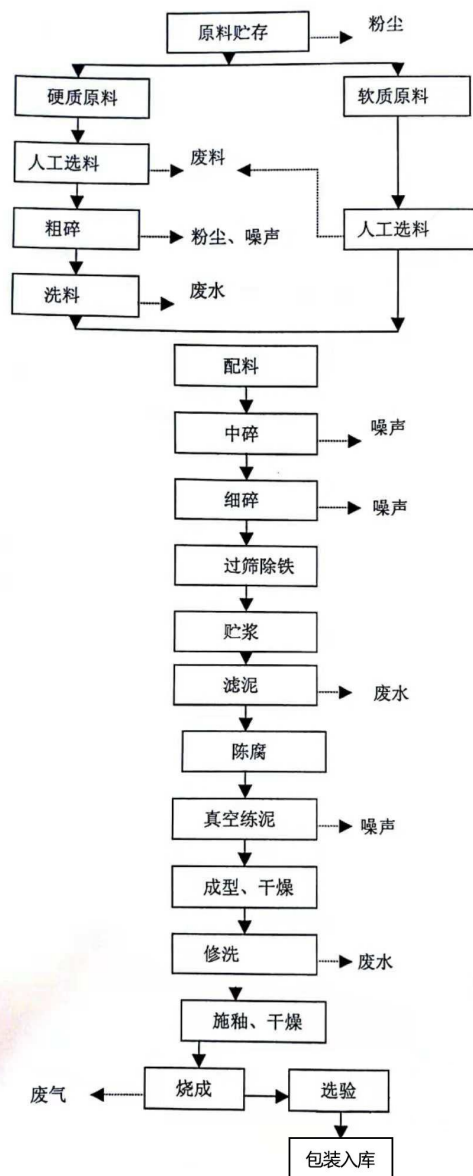 原料贮存
粉尘
硬质原料
软质原料
人工选料
废料
粗碎
粉尘、噪声
人工选料
洗料
废水
配料
中碎
噪声
细碎
噪声
过筛除铁
贮浆
滤泥
废水
陈腐
真空练泥
噪声
成型、干燥
修洗
废水
施釉、干燥
废气
烧成
选验
包装入库